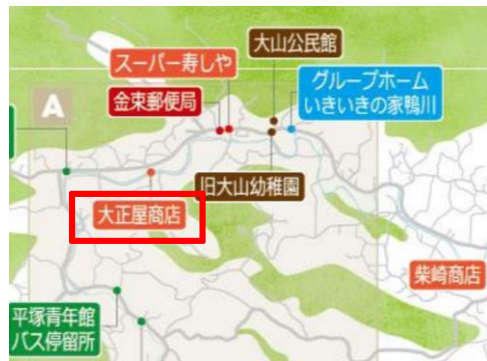 大山公民館
スーパー寿しや
グループホーム
いきいきの家鴨川
金束郵便局
A
旧大山幼稚園
大正屋商店
柴崎商店
平塚青年館
バス停留所